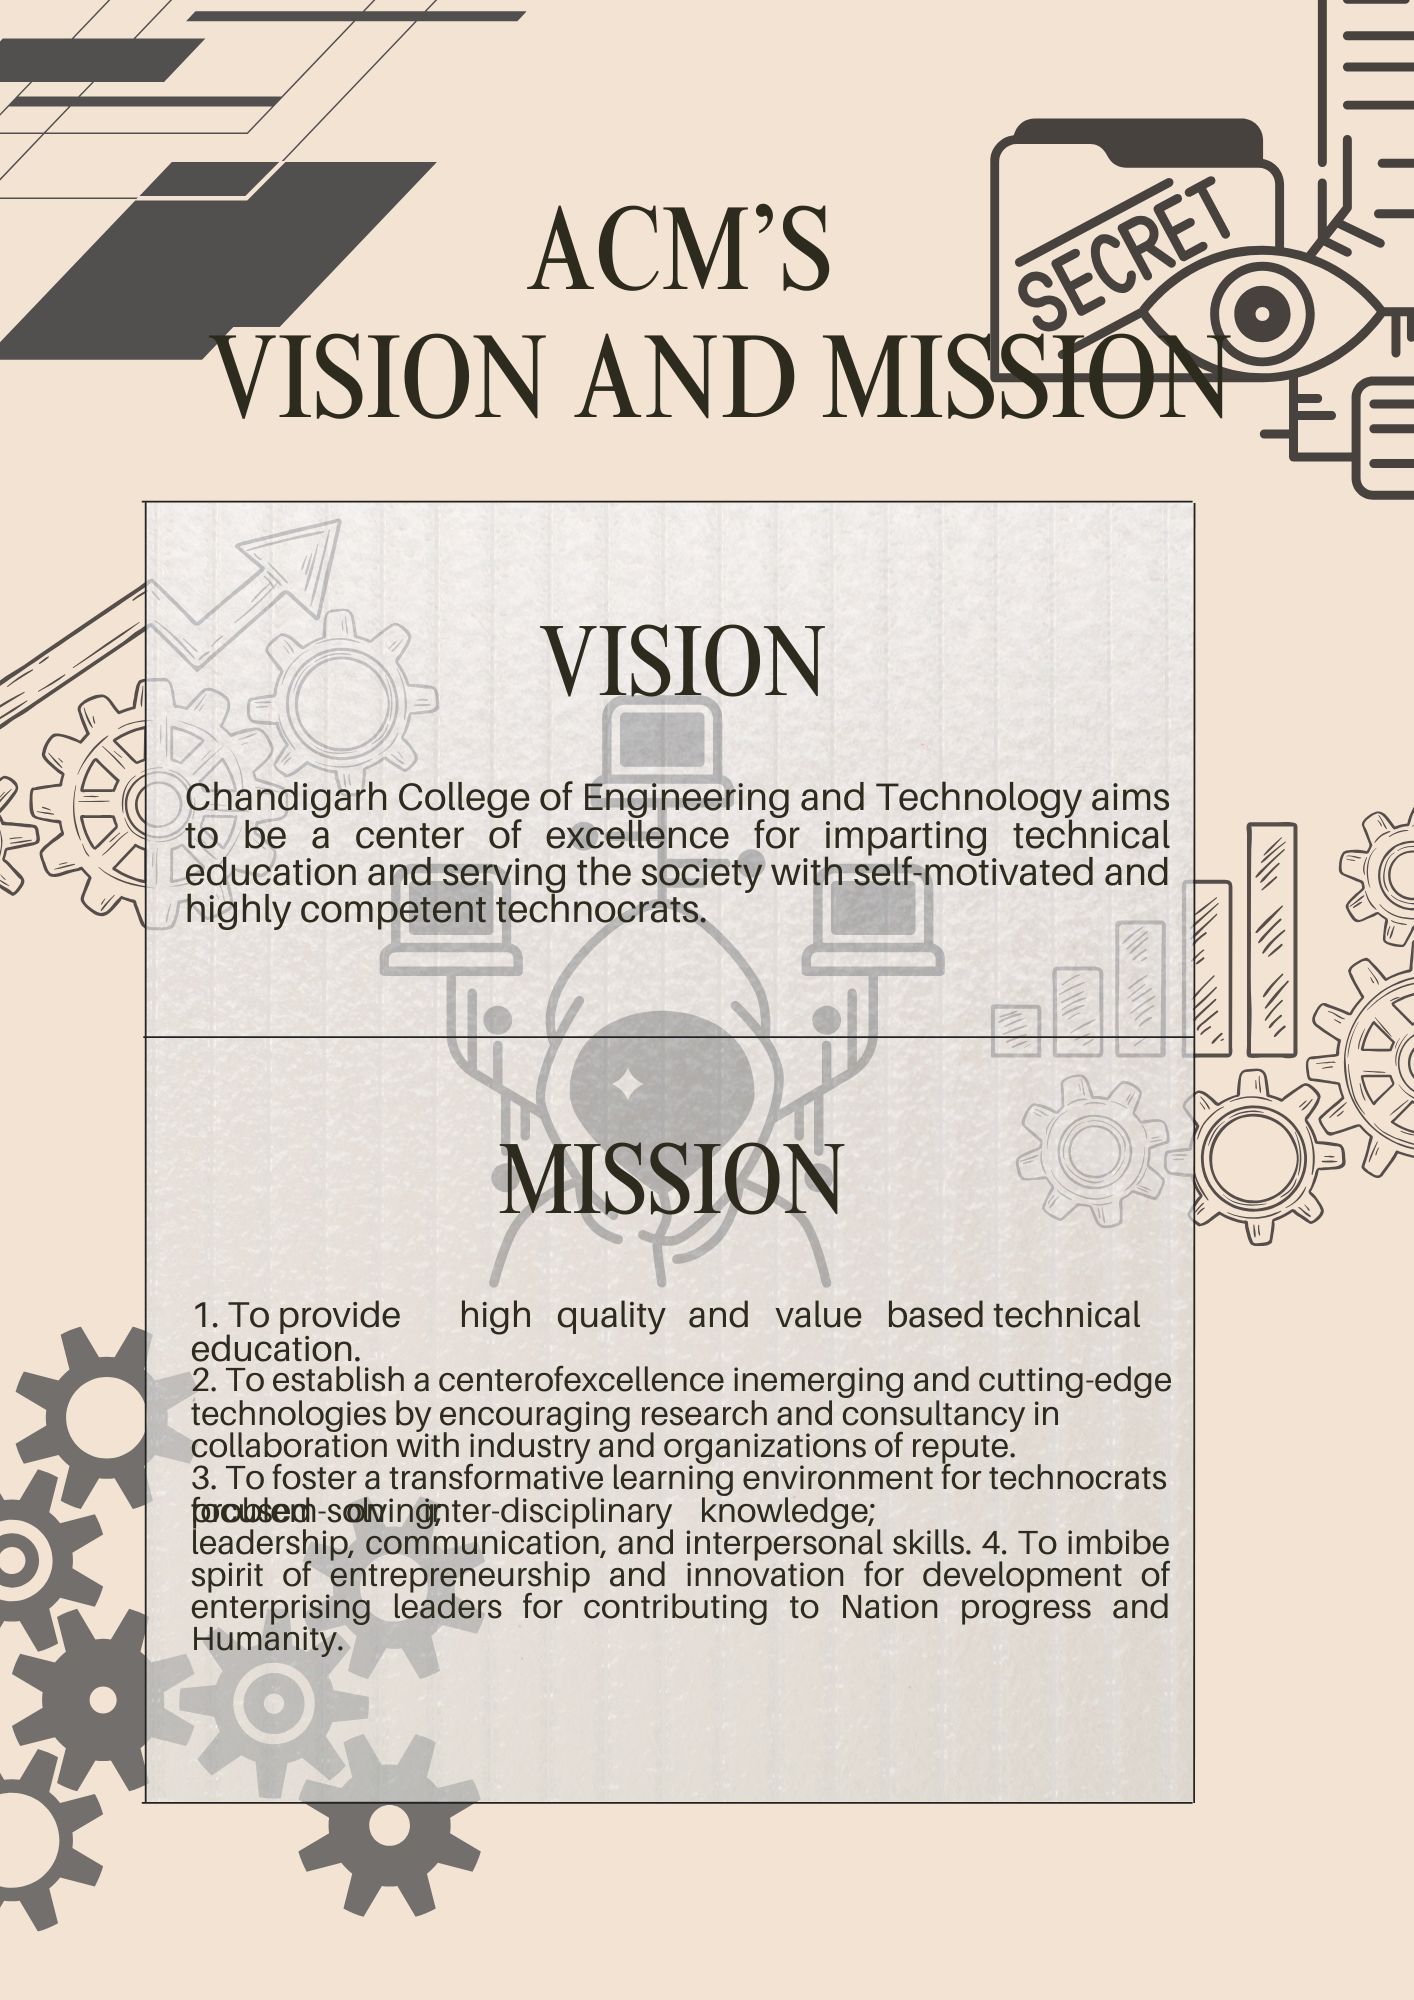 SECRET
ACM’S
VISION AND MISSION
VISION
Chandigarh College of Engineering and Technology aims
to be a center of excellence for imparting technical
education and serving the society with self-motivated and
highly competent technocrats.
MISSION
1. To provide high quality and value based technical
education.
2. To establish a centerofexcellence inemerging and cutting-edge
technologies by encouraging research and consultancy in
collaboration with industry and organizations of repute.
3. To foster a transformative learning environment for technocrats
focused on inter-disciplinary knowledge;
problem-solving;
leadership, communication, and interpersonal skills. 4. To imbibe
spirit of entrepreneurship and innovation for development of
enterprising leaders for contributing to Nation progress and
Humanity.